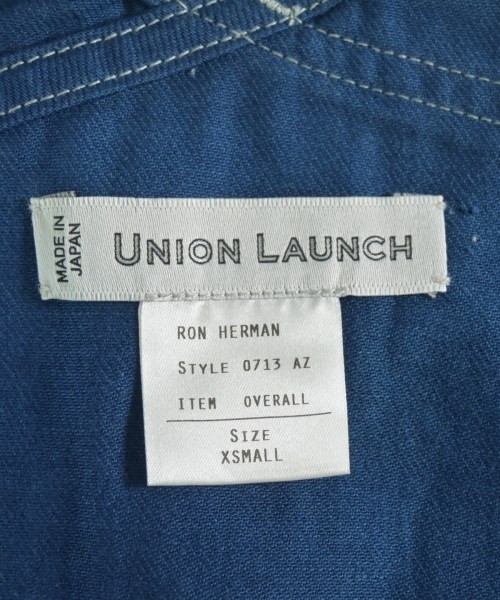 MADE IN
JAPAN
UNION LAUNCH
RON HERMAN
STYLE 0713 AZ
ITEM OVERALL
SIZE
XSMALL